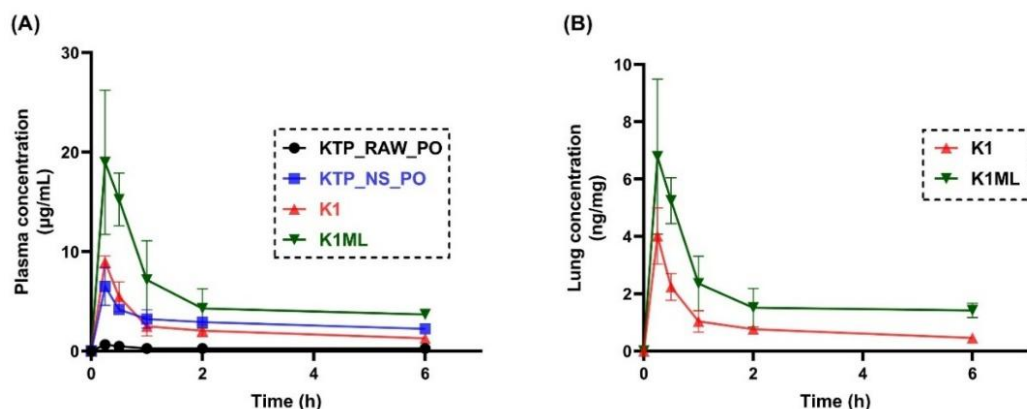 (A)
Plasma concentration
(µg/mL)
30
20
10
0
0
2
4
6
Time (h)
KTP_RAW_PO
KTP_NS_PO
K1
K1ML
(B)
Lung concentration
(ng/mg)
10
8
6
4
2
0
0
2
4
6
Time (h)
K1
K1ML